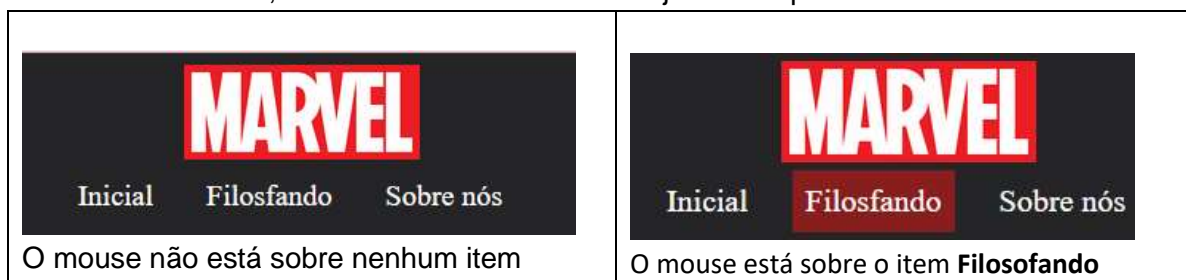 MARVEL
Inicial Filosfando Sobre nós
O mouse não está sobre nenhum item
MARVEL
Inicial Filosfando Sobre nós
O mouse está sobre o item Filosofando